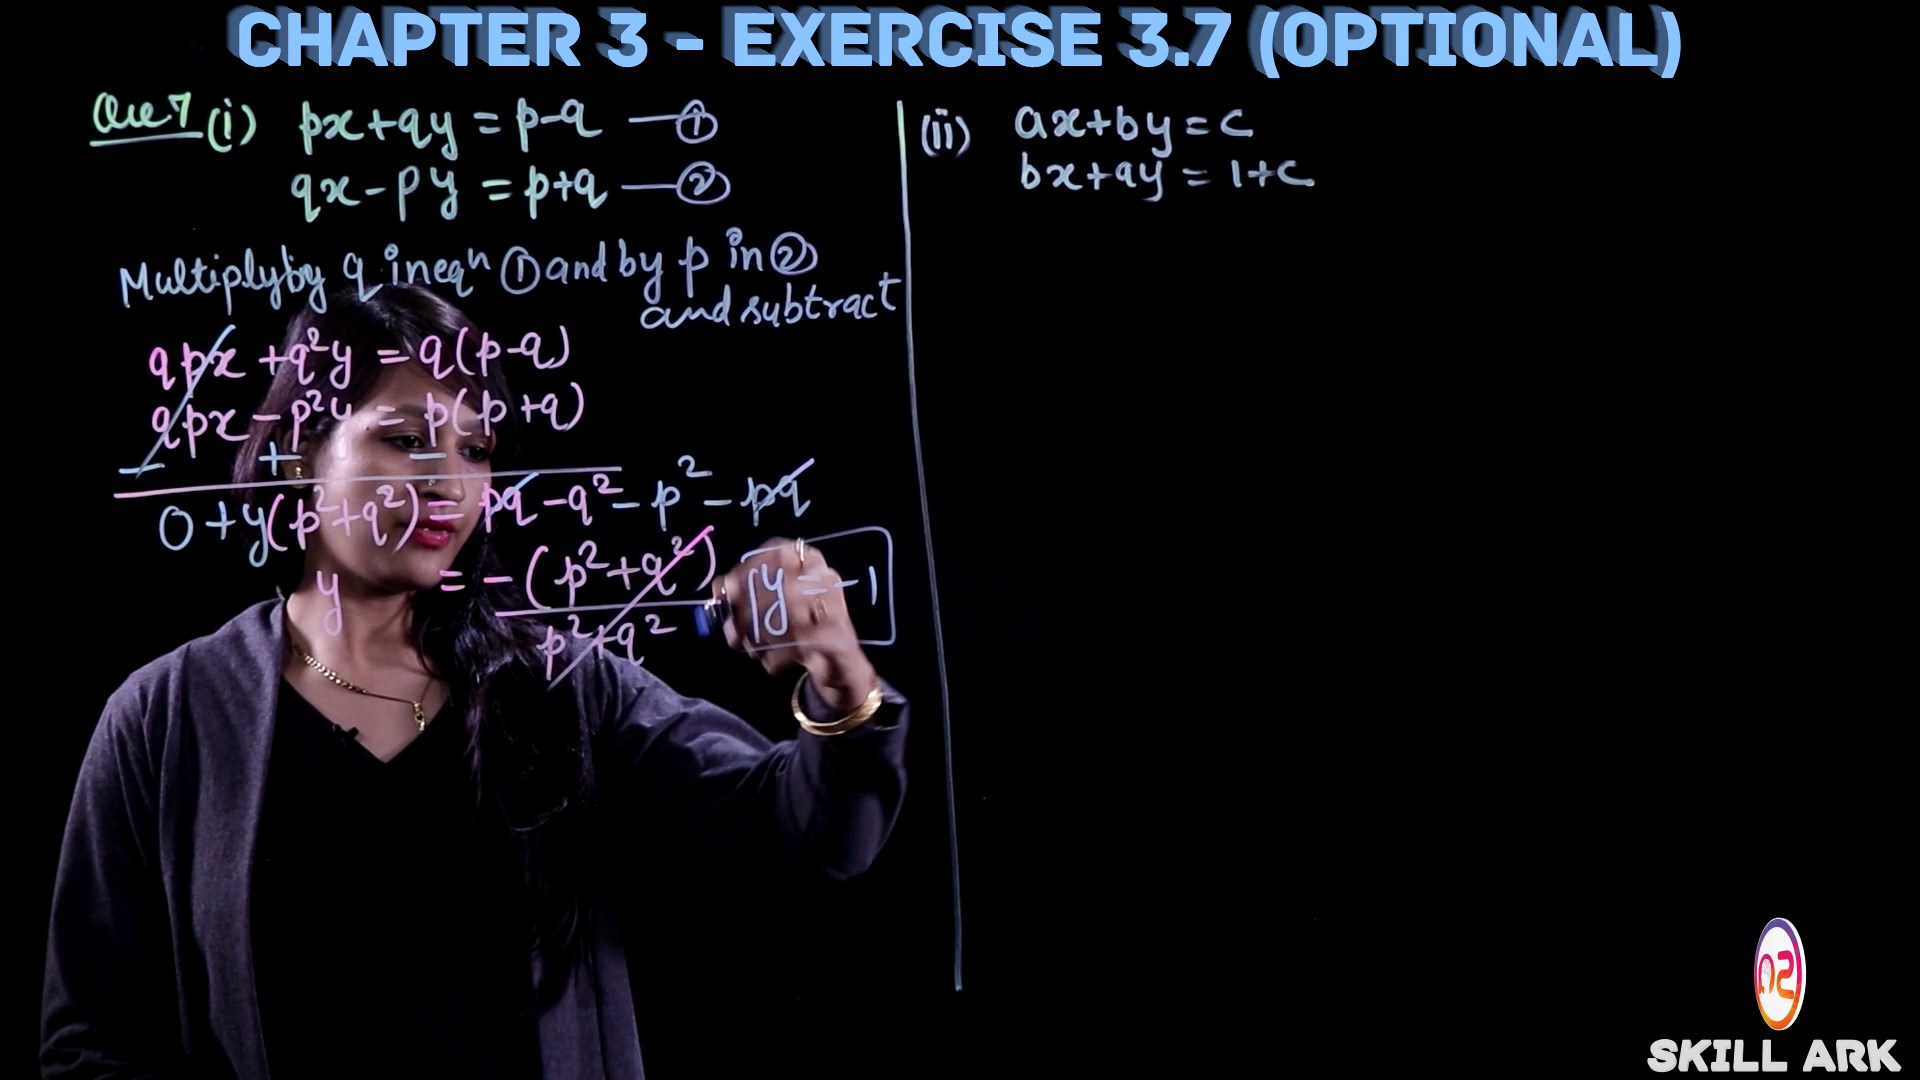 CHAPTER 3 - EXERCISE 3.7 (OPTIONAL)
Que 7 (i) px+qy = p-q —①
qx-py = p+q —②
Multiply by q in eqⁿ ① and by p in ②
and subtract
qpx + q²y = q(p-q)
qpx - p²y = p(p+q)
- + -
0+y(p²+q²) = pq - q² - p² - pq
y = -(p²+q²)
p²+q²
y = -1
(ii) ax+by = c
bx+ay = 1+c
SKILL ARK